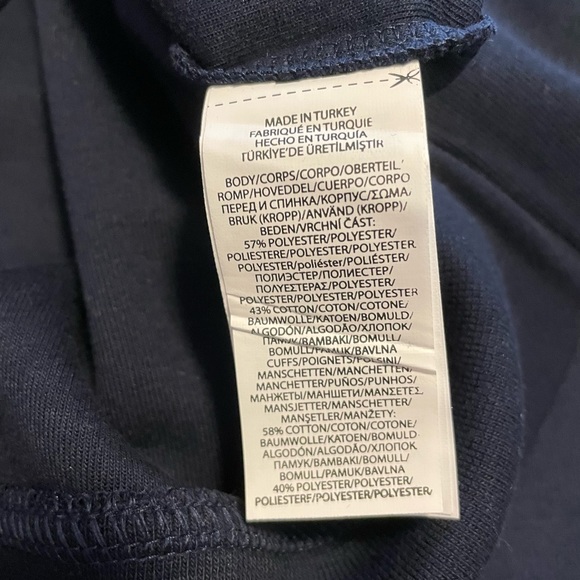 MADE IN TURKEY
FABRIQUÉ EN TURQUIE
HECHO EN TURQUÍA
TÜRKİYE'DE ÜRETİLMİŞTİR
BODY/CORPS/CORPO/OBERTEIL/
ROMP/HOVEDDEL/CUERPO/CORPO
ПЕРЕД И СПИНКА/КОРПУС/ΣΩΜΑ/
BRUK (KROPP)/ANVÄND (KROPP)/
BEDEN/VRCHNÍ ČÁST:
57% POLYESTER/POLYESTER/
POLIESTERE/POLYESTER/POLYESTER
POLYESTER/poliéster/POLIÉSTER/
ПОЛИЭСТЕР/ПОЛИЕСТЕР/
ΠΟΛΥΕΣΤΕΡΑΣ/POLYESTER/
POLYESTER/POLYESTER/POLYESTER
43% COTTON/COTON/COTONE/
BAUMWOLLE/KATOEN/BOMULD/
ALGODÓN/ALGODÃO/ХЛОПОК/
ПАМУК/BAMBAKI/BOMULL/
BOMULL/PAMUK/BAVLNA
CUFFS/POIGNETS/POLSINI/
MANSCHETTEN/MANCHETTEN/
MANCHETTER/PUÑOS/PUNHOS/
МАНЖЕТЫ/МАНШЕТИ/ΜΑΝΣΕΤΕΣ
MANSJETTER/MANSCHETTER/
MANŞETLER/MANŽETY:
58% COTTON/COTON/COTONE/
BAUMWOLLE/KATOEN/BOMULD
ALGODÓN/ALGODÃO/ХЛОПОК
ПАМУК/BAMBAKI/BOMULL/
BOMULL/PAMUK/BAVLNA
40% POLYESTER/POLYESTER/
POLIESTERE/POLYESTER/POLYESTER/